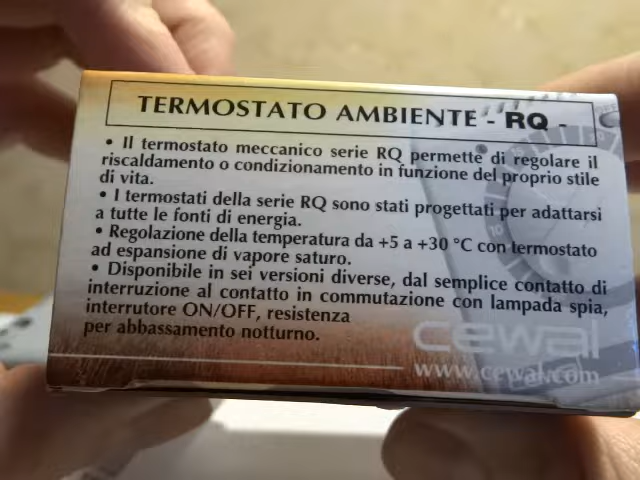 TERMOSTATO AMBIENTE - RQ -
• Il termostato meccanico serie RQ permette di regolare il
riscaldamento o condizionamento in funzione del proprio stile
di vita.
• I termostati della serie RQ sono stati progettati per adattarsi
a tutte le fonti di energia.
• Regolazione della temperatura da +5 a +30 °C con termostato
ad espansione di vapore saturo.
• Disponibile in sei versioni diverse, dal semplice contatto di
interruzione al contatto in commutazione con lampada spia,
interrutore ON/OFF, resistenza
per abbassamento notturno.
cewal
www.cewal.com